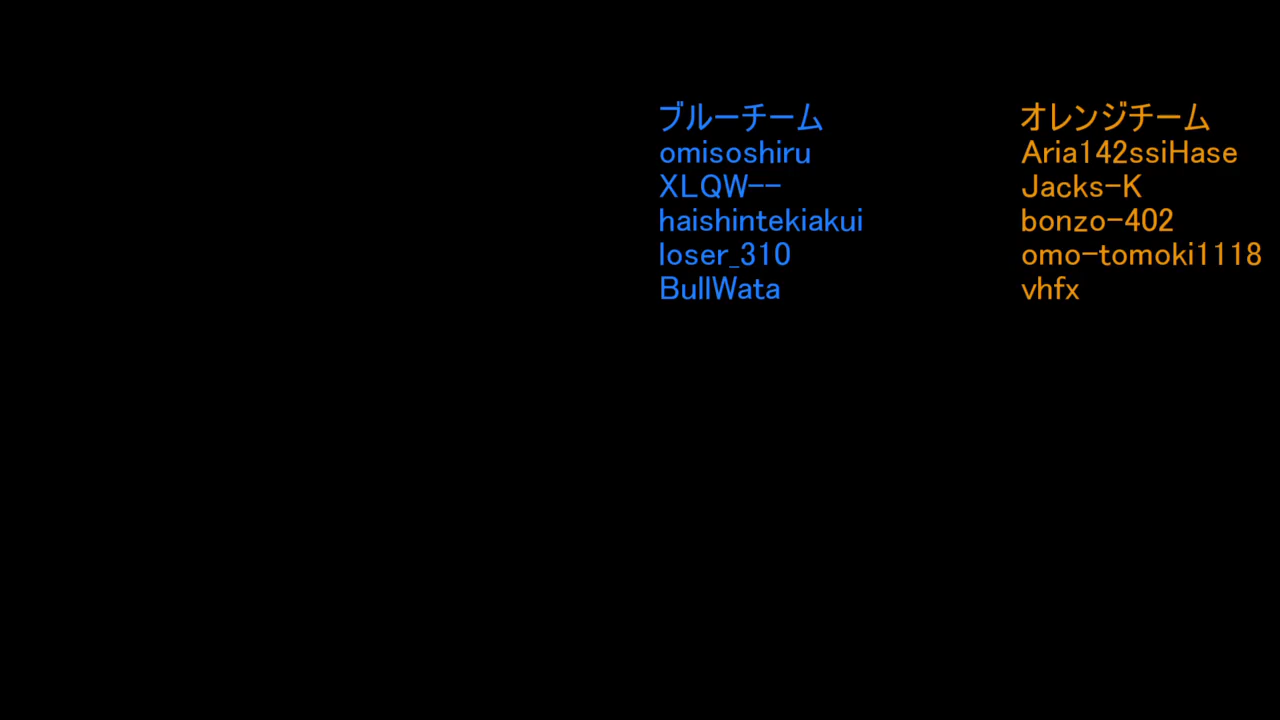 ブルーチーム
omisoshiru
XLQW--
haishintekiakui
loser_310
BullWata
オレンジチーム
Aria142ssiHase
Jacks-K
bonzo-402
omo-tomoki1118
vhfx